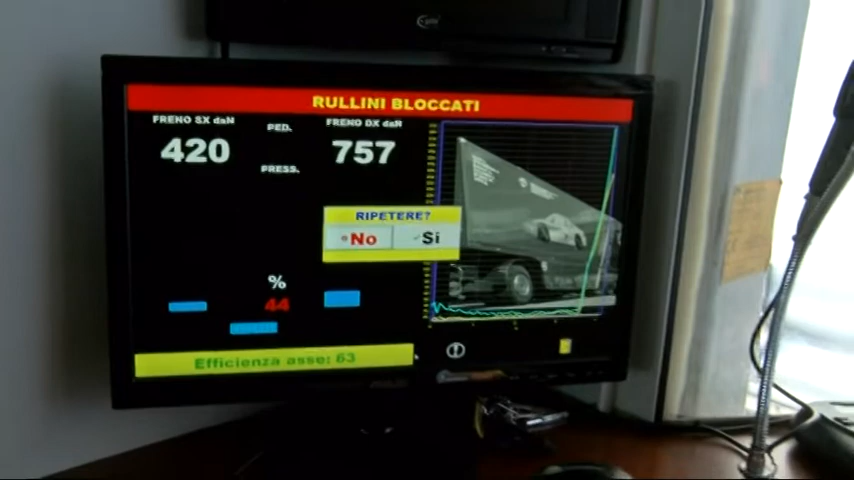 RULLINI BLOCCATI
FRENO SX daN
PED.
FRENO DX daN
420
757
PRESS.
RIPETERE?
No
Si
%
44
Efficienza asse: 63